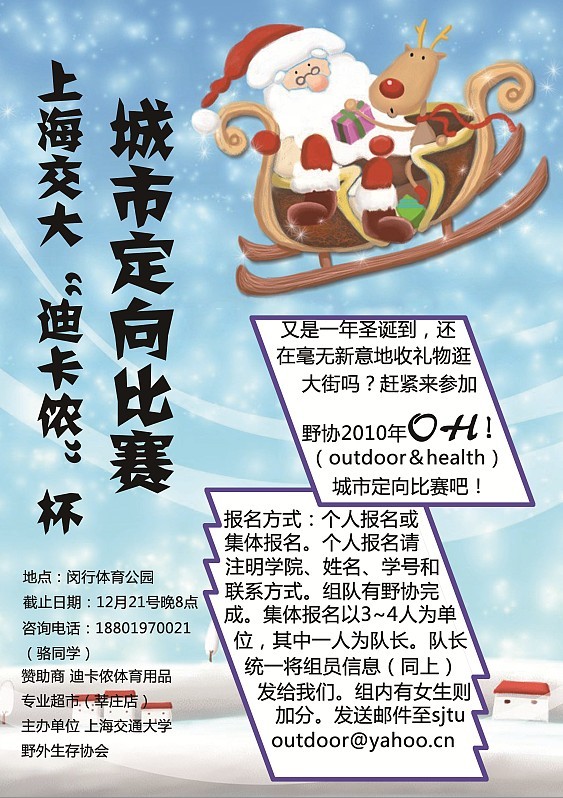 上海交大“迪卡侬”杯
城市定向比赛
又是一年圣诞到，还
在毫无新意地收礼物逛
大街吗？赶紧来参加
野协2010年OH！
（outdoor＆health）
城市定向比赛吧！
报名方式：个人报名或
集体报名。个人报名请
注明学院、姓名、学号和
联系方式。组队有野协完
成。集体报名以3~4人为单
位，其中一人为队长。队长
统一将组员信息（同上）
发给我们。组内有女生则
加分。发送邮件至sjtu
outdoor@yahoo.cn
地点：闵行体育公园
截止日期：12月21号晚8点
咨询电话：18801970021
（骆同学）
赞助商 迪卡侬体育用品
专业超市（莘庄店）
主办单位 上海交通大学
野外生存协会